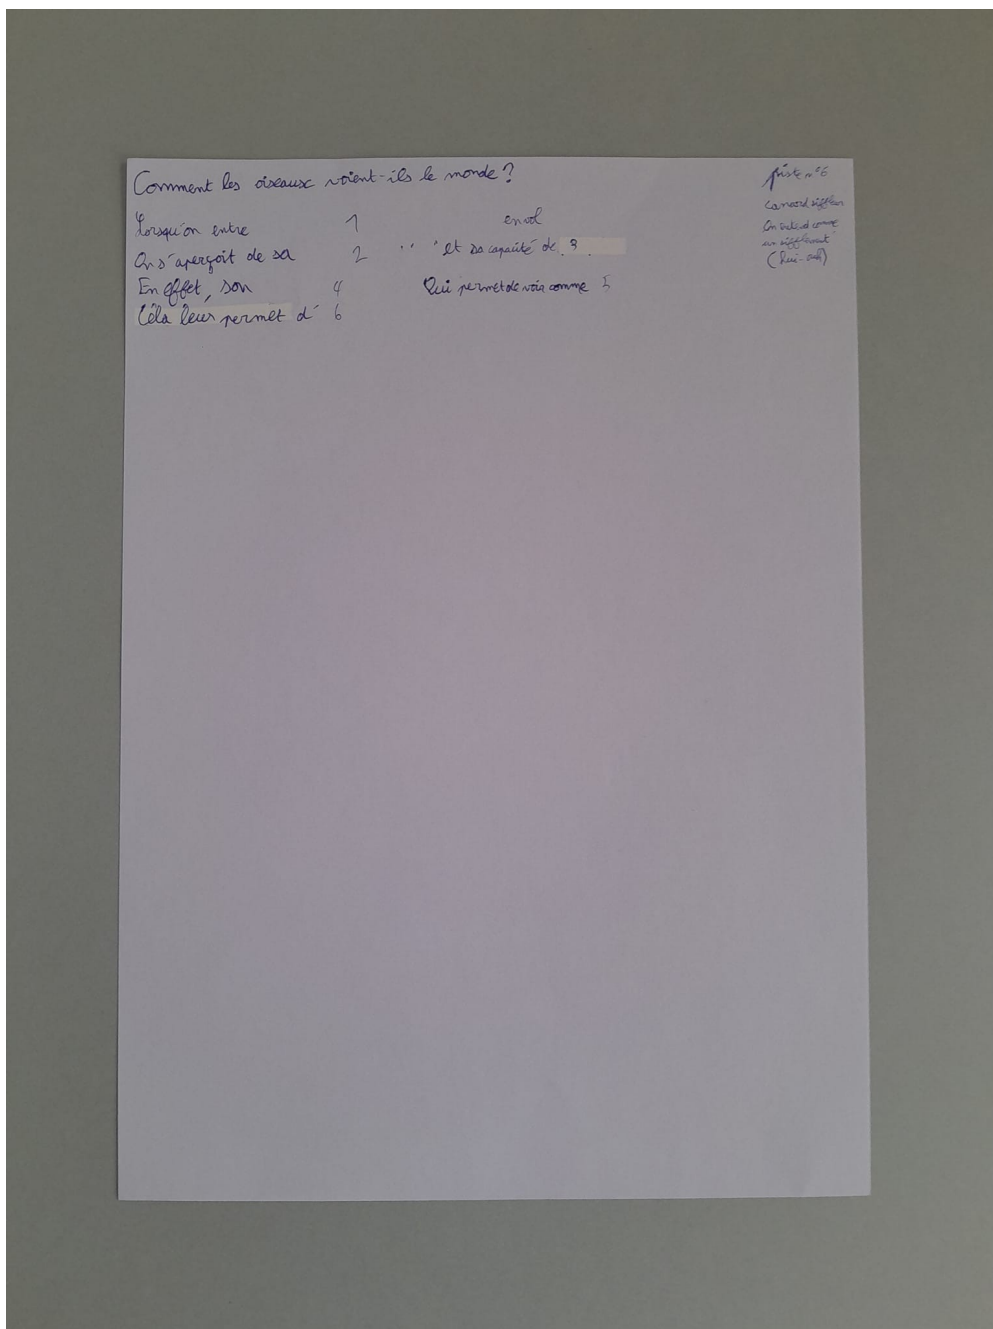 Comment les oiseaux voient-ils le monde ?
Lorsqu'on entre 1 envol
On s'aperçoit de sa 2 '' ' et sa capacité de . 3 .
En effet, son 4 Qui permet de voir comme 5
Cela leur permet d' 6
piste n°6
Canard siffleur
On entend comme
un sifflement